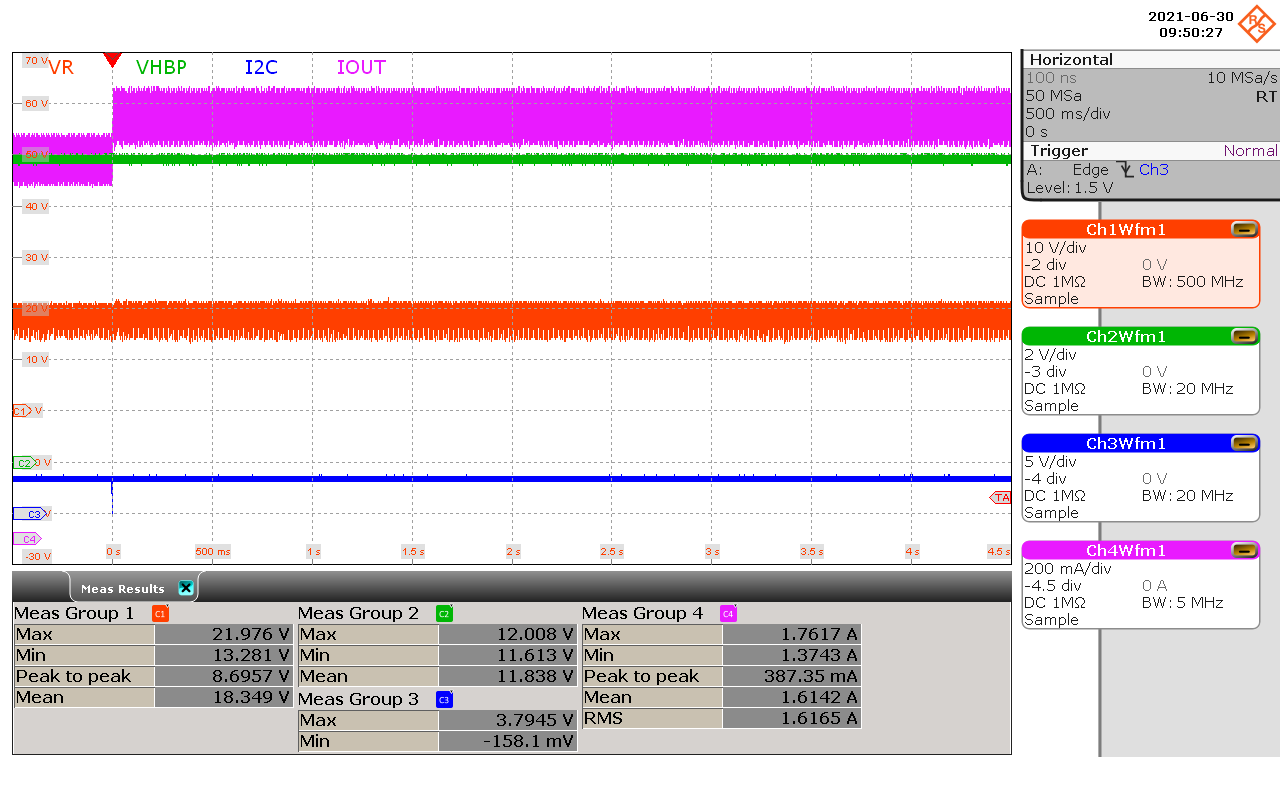 2021-06-30
09:50:27
R&S
VR VHBP I2C IOUT
70 V
60 V
50 V
40 V
30 V
20 V
10 V
C1 V
C2 0 V
C3 V
C4
-30 V
TA
0 s 500 ms 1 s 1.5 s 2 s 2.5 s 3 s 3.5 s 4 s 4.5 s
Horizontal
100 ns 10 MSa/s
50 MSa RT
500 ms/div
0 s
Trigger Normal
A: Edge Ch3
Level: 1.5 V
Ch1Wfm1
10 V/div
-2 div 0 V
DC 1MΩ BW: 500 MHz
Sample
Ch2Wfm1
2 V/div
-3 div 0 V
DC 1MΩ BW: 20 MHz
Sample
Ch3Wfm1
5 V/div
-4 div 0 V
DC 1MΩ BW: 20 MHz
Sample
Ch4Wfm1
200 mA/div
-4.5 div 0 A
DC 1MΩ BW: 5 MHz
Sample
Meas Results
Meas Group 1 C1
Max 21.976 V
Min 13.281 V
Peak to peak 8.6957 V
Mean 18.349 V
Meas Group 2 C2
Max 12.008 V
Min 11.613 V
Mean 11.838 V
Meas Group 3 C3
Max 3.7945 V
Min -158.1 mV
Meas Group 4 C4
Max 1.7617 A
Min 1.3743 A
Peak to peak 387.35 mA
Mean 1.6142 A
RMS 1.6165 A